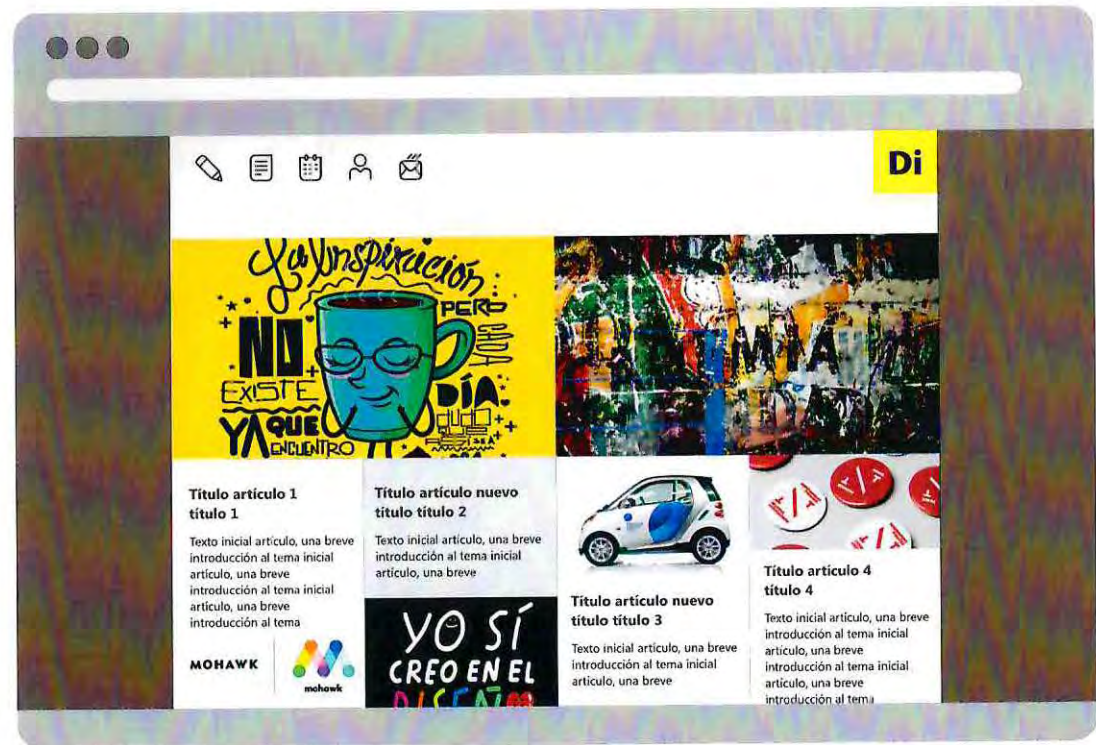 Di
La Inspiración
PERO
NO
CADA
EXISTE
DÍA
YA QUE
ENCUENTRO
Título artículo 1
título 1
Texto inicial artículo, una breve
introducción al tema inicial
artículo, una breve
introducción al tema inicial
artículo, una breve
introducción al tema
MOHAWK
mohawk
Título artículo nuevo
título título 2
Texto inicial artículo, una breve
introducción al tema inicial
artículo, una breve
YO SÍ
CREO EN EL
DISEÑO
Título artículo nuevo
título título 3
Texto inicial artículo, una breve
introducción al tema inicial
artículo, una breve
Título artículo 4
título 4
Texto inicial artículo, una breve
introducción al tema inicial
artículo, una breve
introducción al tema inicial
artículo, una breve
introducción al tema